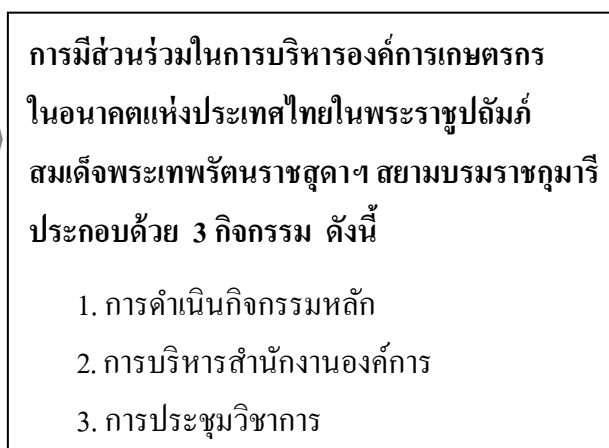 การมีส่วนร่วมในการบริหารองค์การเกษตรกร
ในอนาคตแห่งประเทศไทยในพระราชูปถัมภ์
สมเด็จพระเทพรัตนราชสุดาฯ สยามบรมราชกุมารี
ประกอบด้วย 3 กิจกรรม ดังนี้
1. การดำเนินกิจกรรมหลัก
2. การบริหารสำนักงานองค์การ
3. การประชุมวิชาการ